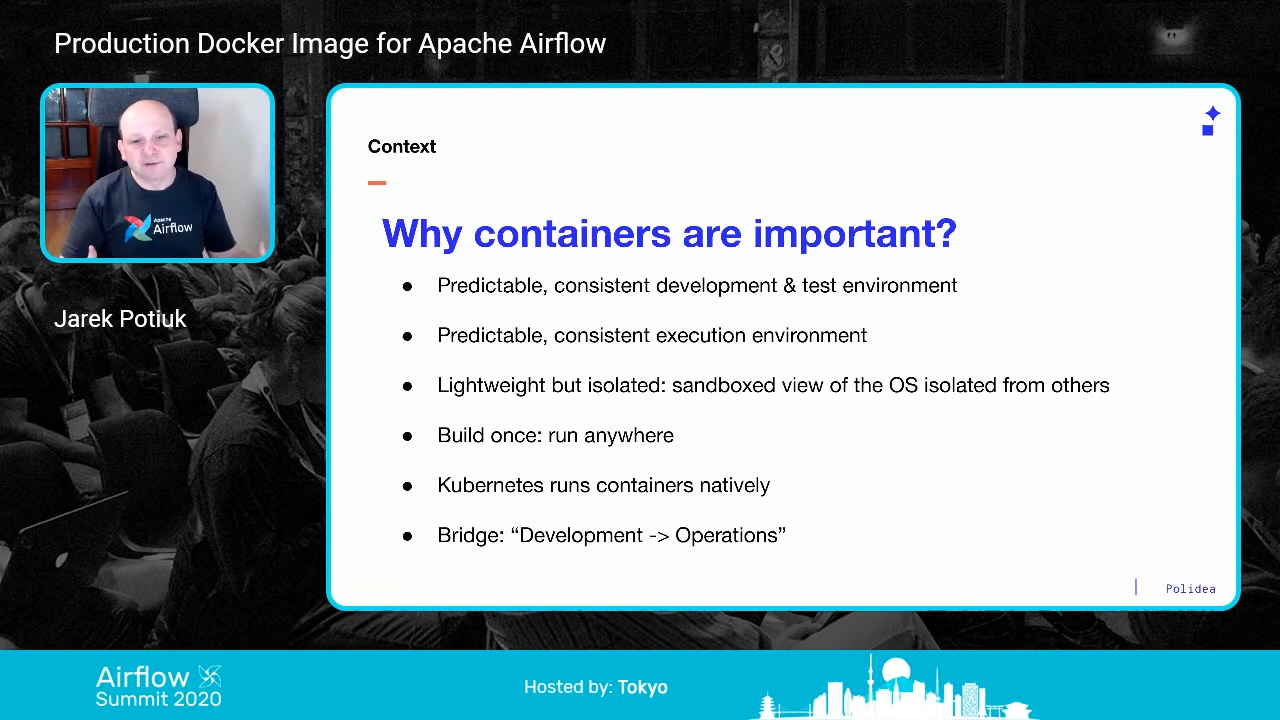 Production Docker Image for Apache Airflow
Apache
Airflow
Jarek Potiuk
Context
Why containers are important?
● Predictable, consistent development & test environment
● Predictable, consistent execution environment
● Lightweight but isolated: sandboxed view of the OS isolated from others
● Build once: run anywhere
● Kubernetes runs containers natively
● Bridge: “Development -> Operations”
| Polidea
Airflow
Summit 2020
Hosted by: Tokyo